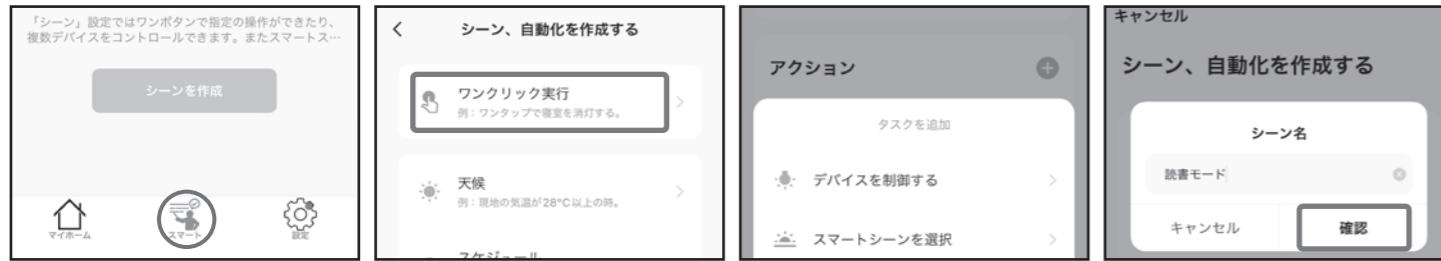 「シーン」設定ではワンボタンで指定の操作ができたり、
複数デバイスをコントロールできます。またスマートス…
シーンを作成
マイホーム
スマート
設定
シーン、自動化を作成する
ワンクリック実行
例：ワンタップで寝室を消灯する。
天候
例：現地の気温が28°C以上の時。
スケジュール
アクション
タスクを追加
デバイスを制御する
スマートシーンを選択
キャンセル
シーン、自動化を作成する
シーン名
読書モード
キャンセル
確認